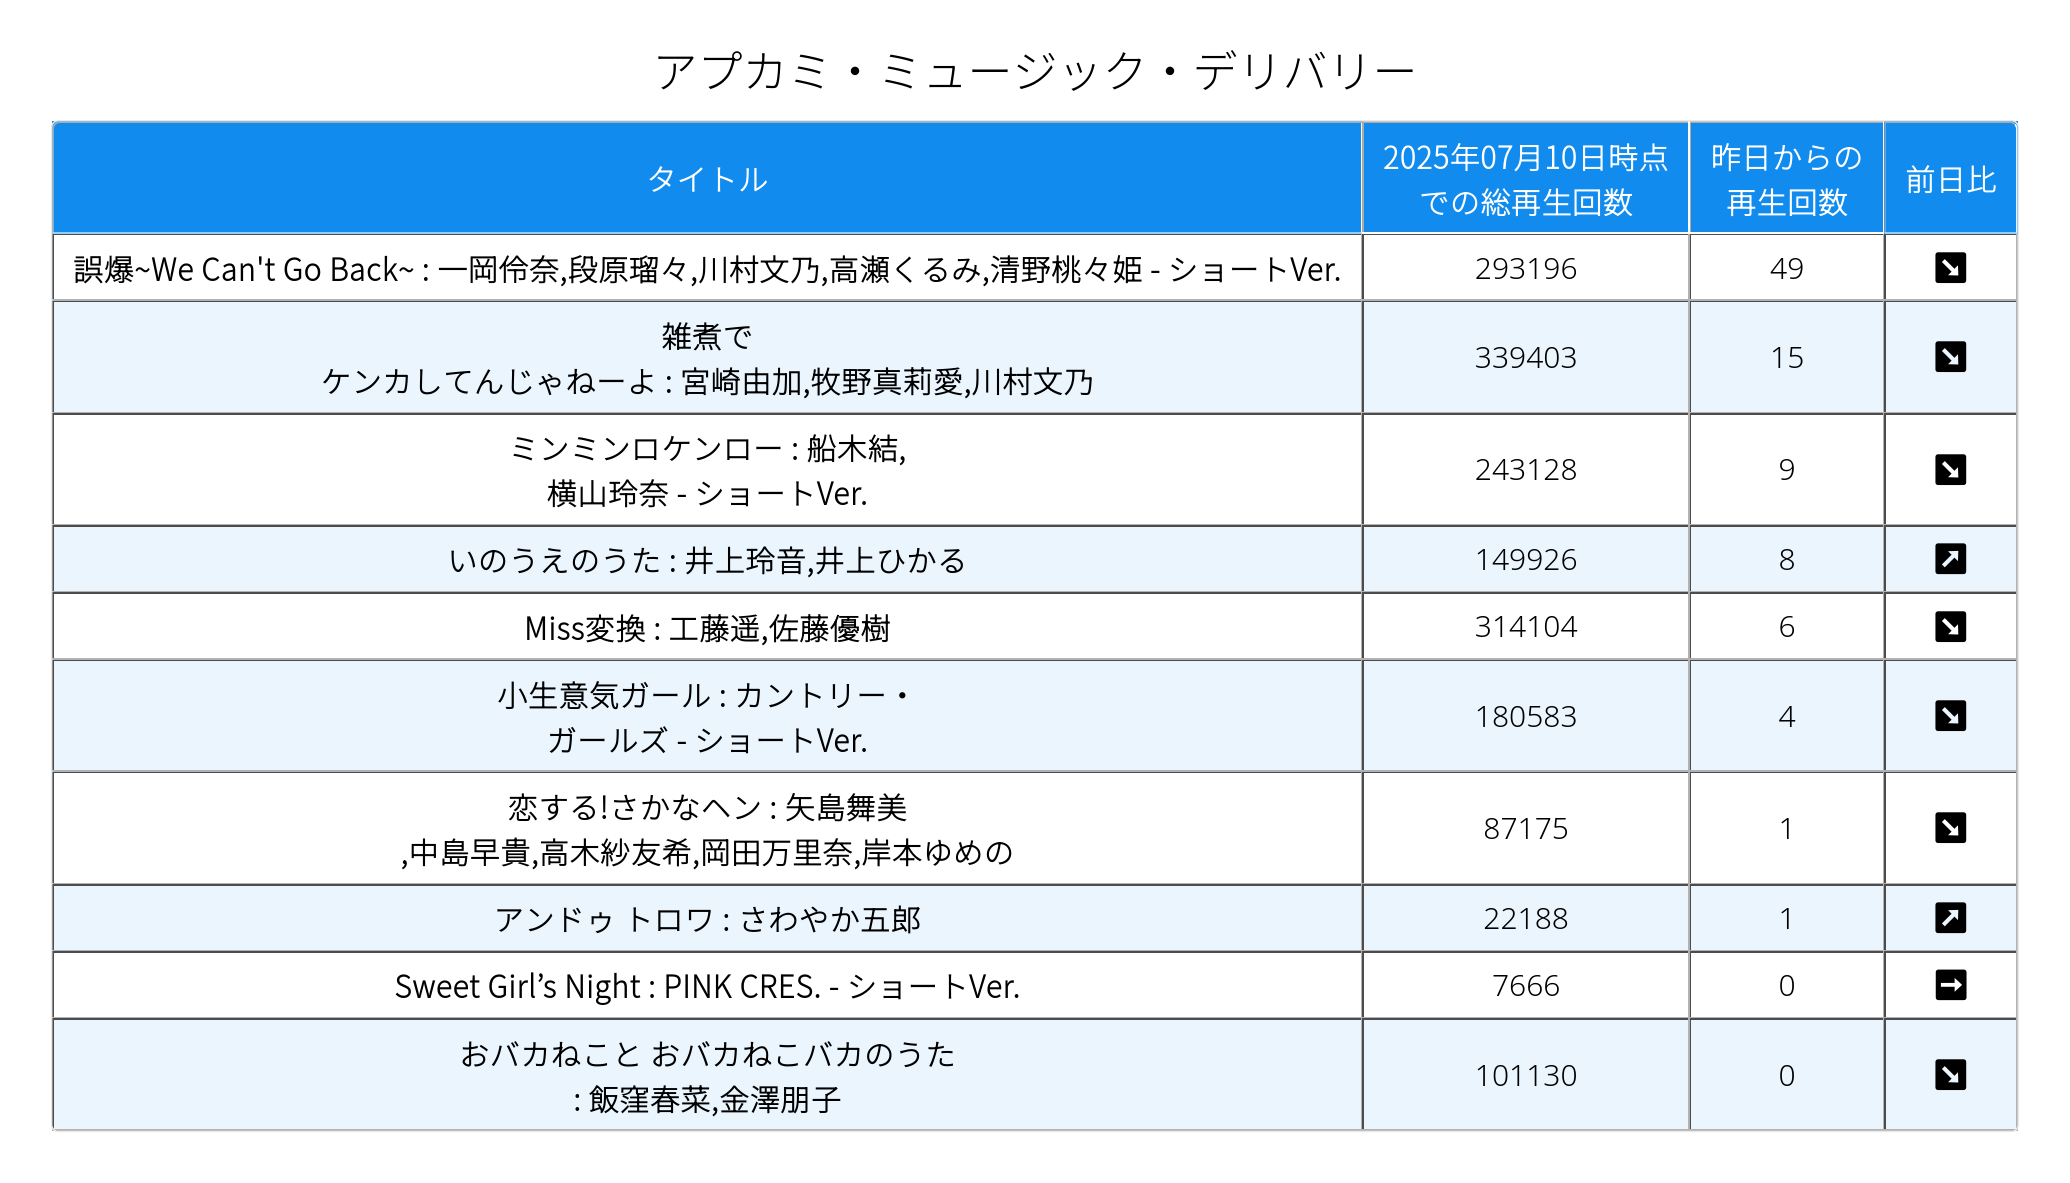 アプカミ・ミュージック・デリバリー
タイトル
2025年07月10日時点
での総再生回数
昨日からの
再生回数
前日比
誤爆~We Can't Go Back~ : 一岡伶奈,段原瑠々,川村文乃,高瀬くるみ,清野桃々姫 - ショートVer.
293196
49
雑煮で
ケンカしてんじゃねーよ : 宮崎由加,牧野真莉愛,川村文乃
339403
15
ミンミンロケンロー : 船木結,
横山玲奈 - ショートVer.
243128
9
いのうえのうた : 井上玲音,井上ひかる
149926
8
Miss変換 : 工藤遥,佐藤優樹
314104
6
小生意気ガール : カントリー・
ガールズ - ショートVer.
180583
4
恋する!さかなヘン : 矢島舞美
,中島早貴,高木紗友希,岡田万里奈,岸本ゆめの
87175
1
アンドゥ トロワ : さわやか五郎
22188
1
Sweet Girl’s Night : PINK CRES. - ショートVer.
7666
0
おバカねこと おバカねこバカのうた
: 飯窪春菜,金澤朋子
101130
0